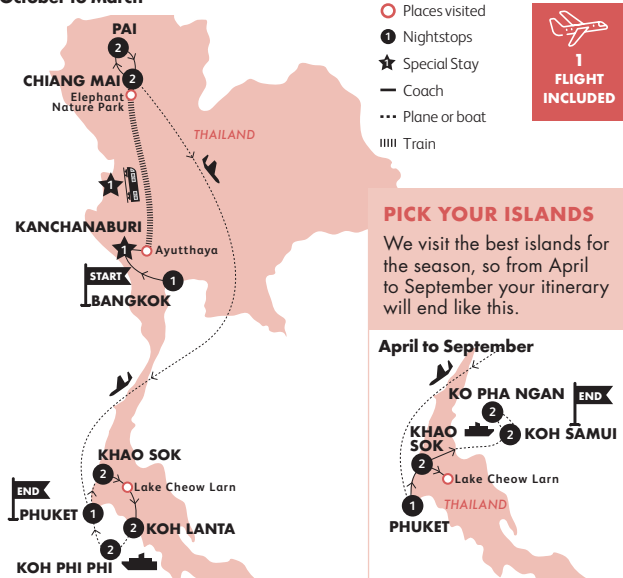 October to March
PAI
2
CHIANG MAI
2
Elephant
Nature Park
THAILAND
1
KANCHANABURI
1
Ayutthaya
START
BANGKOK
1
KHAO SOK
2
Lake Cheow Larn
END
PHUKET
1
2
KOH LANTA
2
KOH PHI PHI
Places visited
1 Nightstops
1 Special Stay
Coach
Plane or boat
Train
1
FLIGHT
INCLUDED
PICK YOUR ISLANDS
We visit the best islands for
the season, so from April
to September your itinerary
will end like this.
April to September
KO PHA NGAN
2
END
KHAO
SOK
2
KOH SAMUI
2
Lake Cheow Larn
1
THAILAND
PHUKET